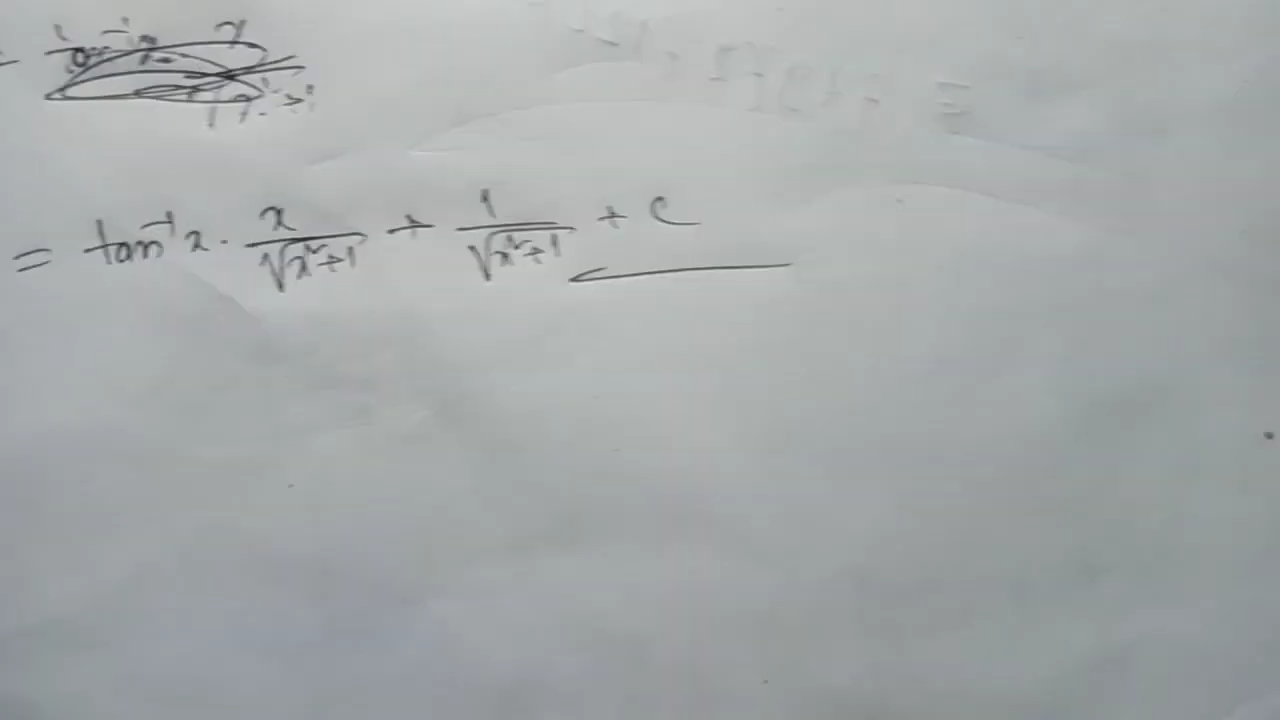 = tan⁻¹x · x/√(x²+1) + 1/√(x²+1) + c